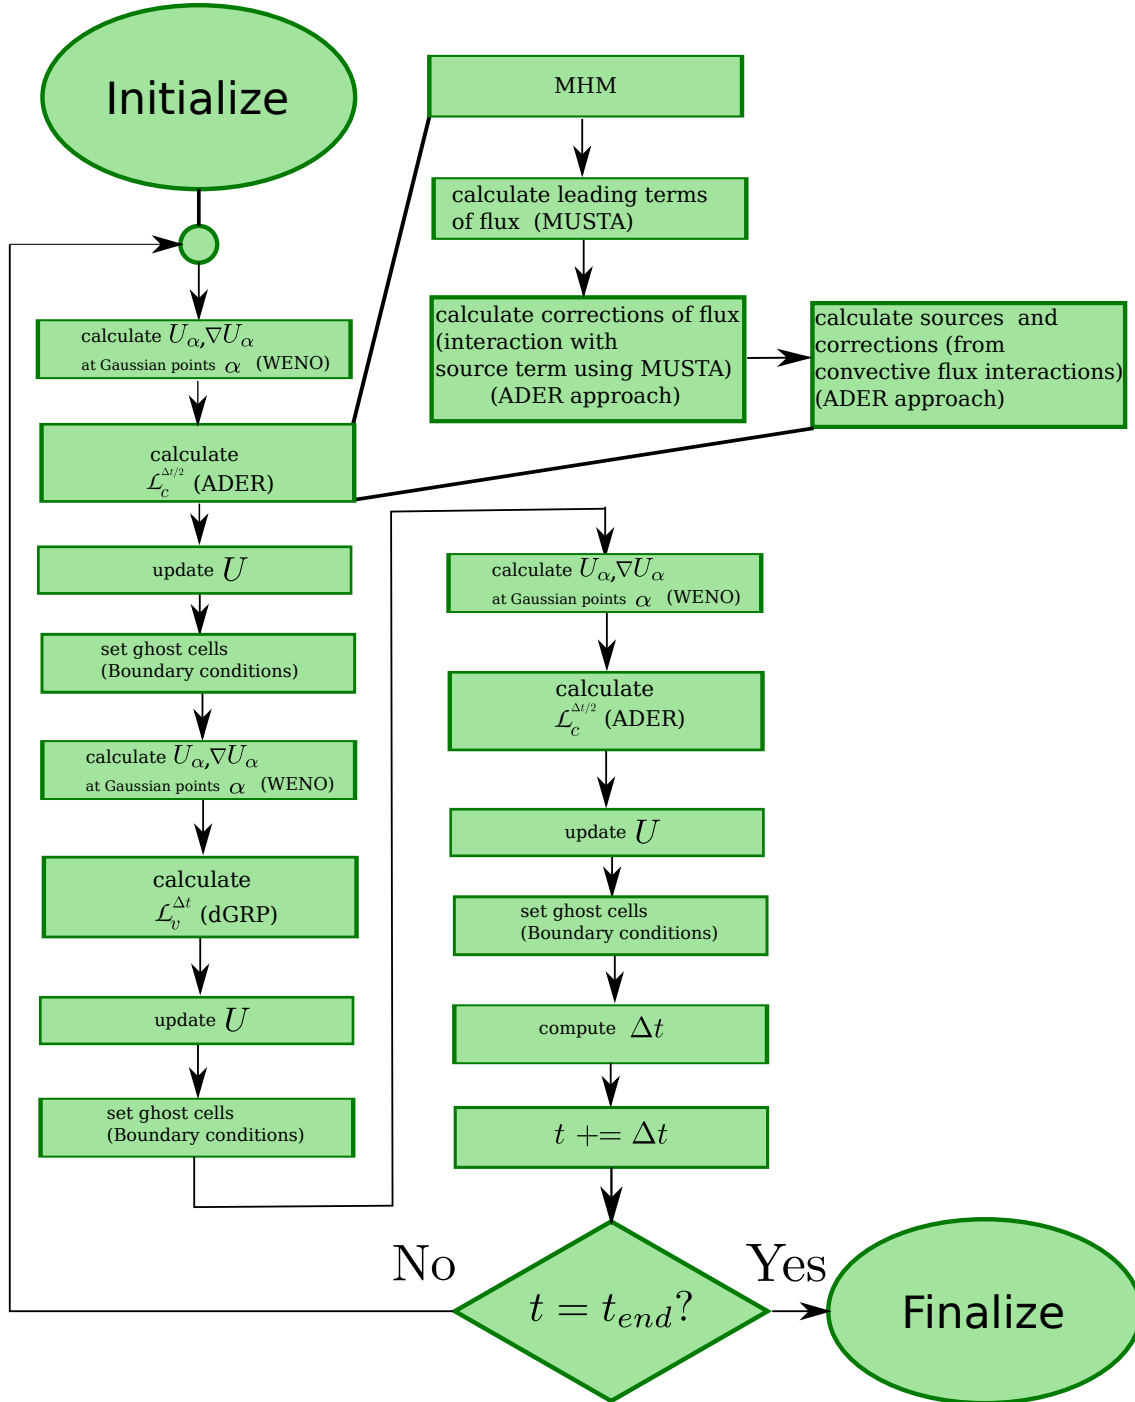 Initialize
calculate U_α,∇U_α
at Gaussian points α (WENO)
calculate
ℒ_c^{Δt/2} (ADER)
MHM
calculate leading terms
of flux (MUSTA)
calculate corrections of flux
(interaction with
source term using MUSTA)
(ADER approach)
calculate sources and
corrections (from
convective flux interactions)
(ADER approach)
update U
set ghost cells
(Boundary conditions)
calculate U_α,∇U_α
at Gaussian points α (WENO)
calculate
ℒ_v^{Δt} (dGRP)
update U
set ghost cells
(Boundary conditions)
calculate U_α,∇U_α
at Gaussian points α (WENO)
calculate
ℒ_c^{Δt/2} (ADER)
update U
set ghost cells
(Boundary conditions)
compute Δt
t += Δt
t = t_{end}?
No
Yes
Finalize